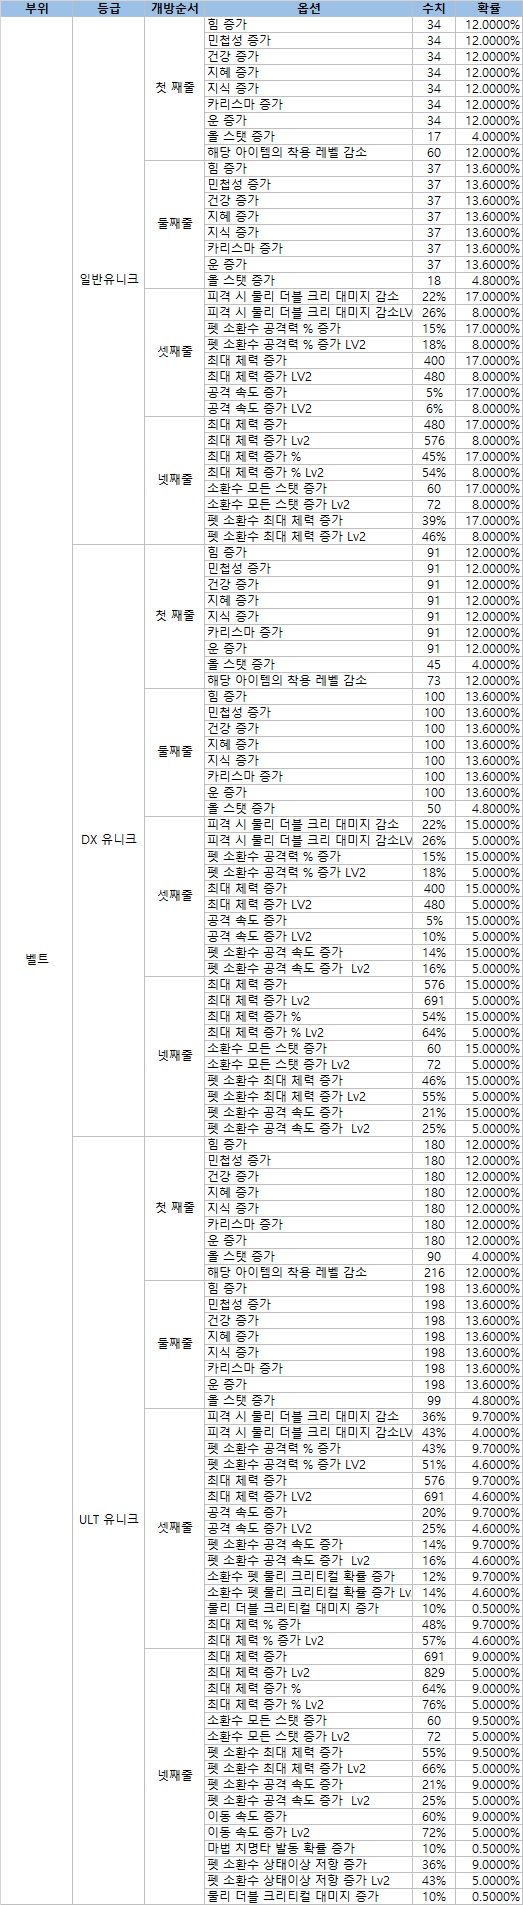 부위 등급 개방순서 옵션 수치 확률
벨트
일반유니크
첫 째줄
힘 증가 34 12.0000%
민첩성 증가 34 12.0000%
건강 증가 34 12.0000%
지혜 증가 34 12.0000%
지식 증가 34 12.0000%
카리스마 증가 34 12.0000%
운 증가 34 12.0000%
올 스탯 증가 17 4.0000%
해당 아이템의 착용 레벨 감소 60 12.0000%
둘째줄
힘 증가 37 13.6000%
민첩성 증가 37 13.6000%
건강 증가 37 13.6000%
지혜 증가 37 13.6000%
지식 증가 37 13.6000%
카리스마 증가 37 13.6000%
운 증가 37 13.6000%
올 스탯 증가 18 4.8000%
셋째줄
피격 시 물리 더블 크리 대미지 감소 22% 17.0000%
피격 시 물리 더블 크리 대미지 감소LV 26% 8.0000%
펫 소환수 공격력 % 증가 15% 17.0000%
펫 소환수 공격력 % 증가 LV2 18% 8.0000%
최대 체력 증가 400 17.0000%
최대 체력 증가 LV2 480 8.0000%
공격 속도 증가 5% 17.0000%
공격 속도 증가 LV2 6% 8.0000%
넷째줄
최대 체력 증가 480 17.0000%
최대 체력 증가 Lv2 576 8.0000%
최대 체력 증가 % 45% 17.0000%
최대 체력 증가 % Lv2 54% 8.0000%
소환수 모든 스탯 증가 60 17.0000%
소환수 모든 스탯 증가 Lv2 72 8.0000%
펫 소환수 최대 체력 증가 39% 17.0000%
펫 소환수 최대 체력 증가 Lv2 46% 8.0000%
DX 유니크
첫 째줄
힘 증가 91 12.0000%
민첩성 증가 91 12.0000%
건강 증가 91 12.0000%
지혜 증가 91 12.0000%
지식 증가 91 12.0000%
카리스마 증가 91 12.0000%
운 증가 91 12.0000%
올 스탯 증가 45 4.0000%
해당 아이템의 착용 레벨 감소 73 12.0000%
둘째줄
힘 증가 100 13.6000%
민첩성 증가 100 13.6000%
건강 증가 100 13.6000%
지혜 증가 100 13.6000%
지식 증가 100 13.6000%
카리스마 증가 100 13.6000%
운 증가 100 13.6000%
올 스탯 증가 50 4.8000%
셋째줄
피격 시 물리 더블 크리 대미지 감소 22% 15.0000%
피격 시 물리 더블 크리 대미지 감소LV 26% 5.0000%
펫 소환수 공격력 % 증가 15% 15.0000%
펫 소환수 공격력 % 증가 LV2 18% 5.0000%
최대 체력 증가 400 15.0000%
최대 체력 증가 LV2 480 5.0000%
공격 속도 증가 5% 15.0000%
공격 속도 증가 LV2 10% 5.0000%
펫 소환수 공격 속도 증가 14% 15.0000%
펫 소환수 공격 속도 증가 Lv2 16% 5.0000%
넷째줄
최대 체력 증가 576 15.0000%
최대 체력 증가 Lv2 691 5.0000%
최대 체력 증가 % 54% 15.0000%
최대 체력 증가 % Lv2 64% 5.0000%
소환수 모든 스탯 증가 60 15.0000%
소환수 모든 스탯 증가 Lv2 72 5.0000%
펫 소환수 최대 체력 증가 46% 15.0000%
펫 소환수 최대 체력 증가 Lv2 55% 5.0000%
펫 소환수 공격 속도 증가 21% 15.0000%
펫 소환수 공격 속도 증가 Lv2 25% 5.0000%
ULT 유니크
첫 째줄
힘 증가 180 12.0000%
민첩성 증가 180 12.0000%
건강 증가 180 12.0000%
지혜 증가 180 12.0000%
지식 증가 180 12.0000%
카리스마 증가 180 12.0000%
운 증가 180 12.0000%
올 스탯 증가 90 4.0000%
해당 아이템의 착용 레벨 감소 216 12.0000%
둘째줄
힘 증가 198 13.6000%
민첩성 증가 198 13.6000%
건강 증가 198 13.6000%
지혜 증가 198 13.6000%
지식 증가 198 13.6000%
카리스마 증가 198 13.6000%
운 증가 198 13.6000%
올 스탯 증가 99 4.8000%
셋째줄
피격 시 물리 더블 크리 대미지 감소 36% 9.7000%
피격 시 물리 더블 크리 대미지 감소LV 43% 4.0000%
펫 소환수 공격력 % 증가 43% 9.7000%
펫 소환수 공격력 % 증가 LV2 51% 4.6000%
최대 체력 증가 576 9.7000%
최대 체력 증가 LV2 691 4.6000%
공격 속도 증가 20% 9.7000%
공격 속도 증가 LV2 25% 4.6000%
펫 소환수 공격 속도 증가 14% 9.7000%
펫 소환수 공격 속도 증가 Lv2 16% 4.6000%
소환수 펫 물리 크리티컬 확률 증가 12% 9.7000%
소환수 펫 물리 크리티컬 확률 증가 Lv 14% 4.6000%
물리 더블 크리티컬 대미지 증가 10% 0.5000%
최대 체력 % 증가 48% 9.7000%
최대 체력 % 증가 Lv2 57% 4.6000%
넷째줄
최대 체력 증가 691 9.0000%
최대 체력 증가 Lv2 829 5.0000%
최대 체력 증가 % 64% 9.0000%
최대 체력 증가 % Lv2 76% 5.0000%
소환수 모든 스탯 증가 60 9.5000%
소환수 모든 스탯 증가 Lv2 72 5.0000%
펫 소환수 최대 체력 증가 55% 9.5000%
펫 소환수 최대 체력 증가 Lv2 66% 5.0000%
펫 소환수 공격 속도 증가 21% 9.0000%
펫 소환수 공격 속도 증가 Lv2 25% 5.0000%
이동 속도 증가 60% 9.0000%
이동 속도 증가 Lv2 72% 5.0000%
마법 치명타 발동 확률 증가 10% 0.5000%
펫 소환수 상태이상 저항 증가 36% 9.0000%
펫 소환수 상태이상 저항 증가 Lv2 43% 5.0000%
물리 더블 크리티컬 대미지 증가 10% 0.5000%